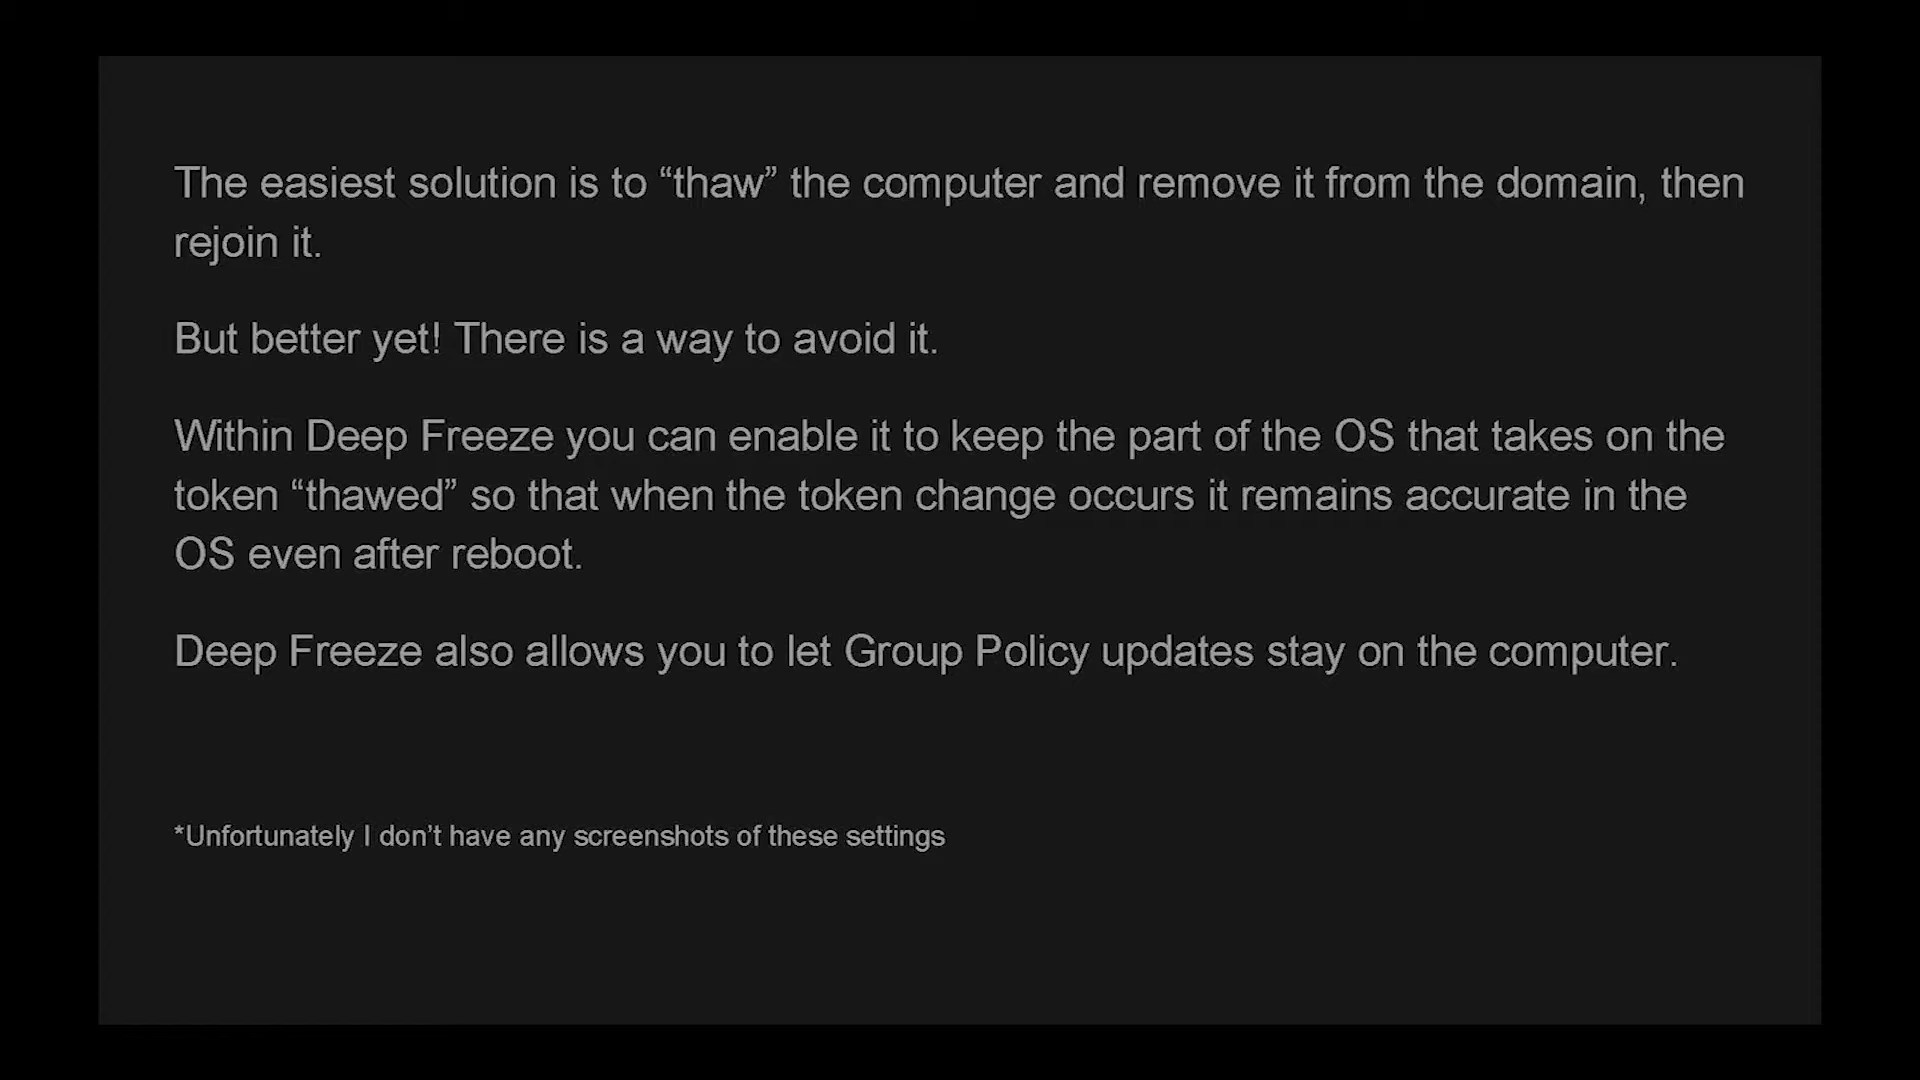 The easiest solution is to “thaw” the computer and remove it from the domain, then
rejoin it.
But better yet! There is a way to avoid it.
Within Deep Freeze you can enable it to keep the part of the OS that takes on the
token “thawed” so that when the token change occurs it remains accurate in the
OS even after reboot.
Deep Freeze also allows you to let Group Policy updates stay on the computer.
*Unfortunately I don’t have any screenshots of these settings